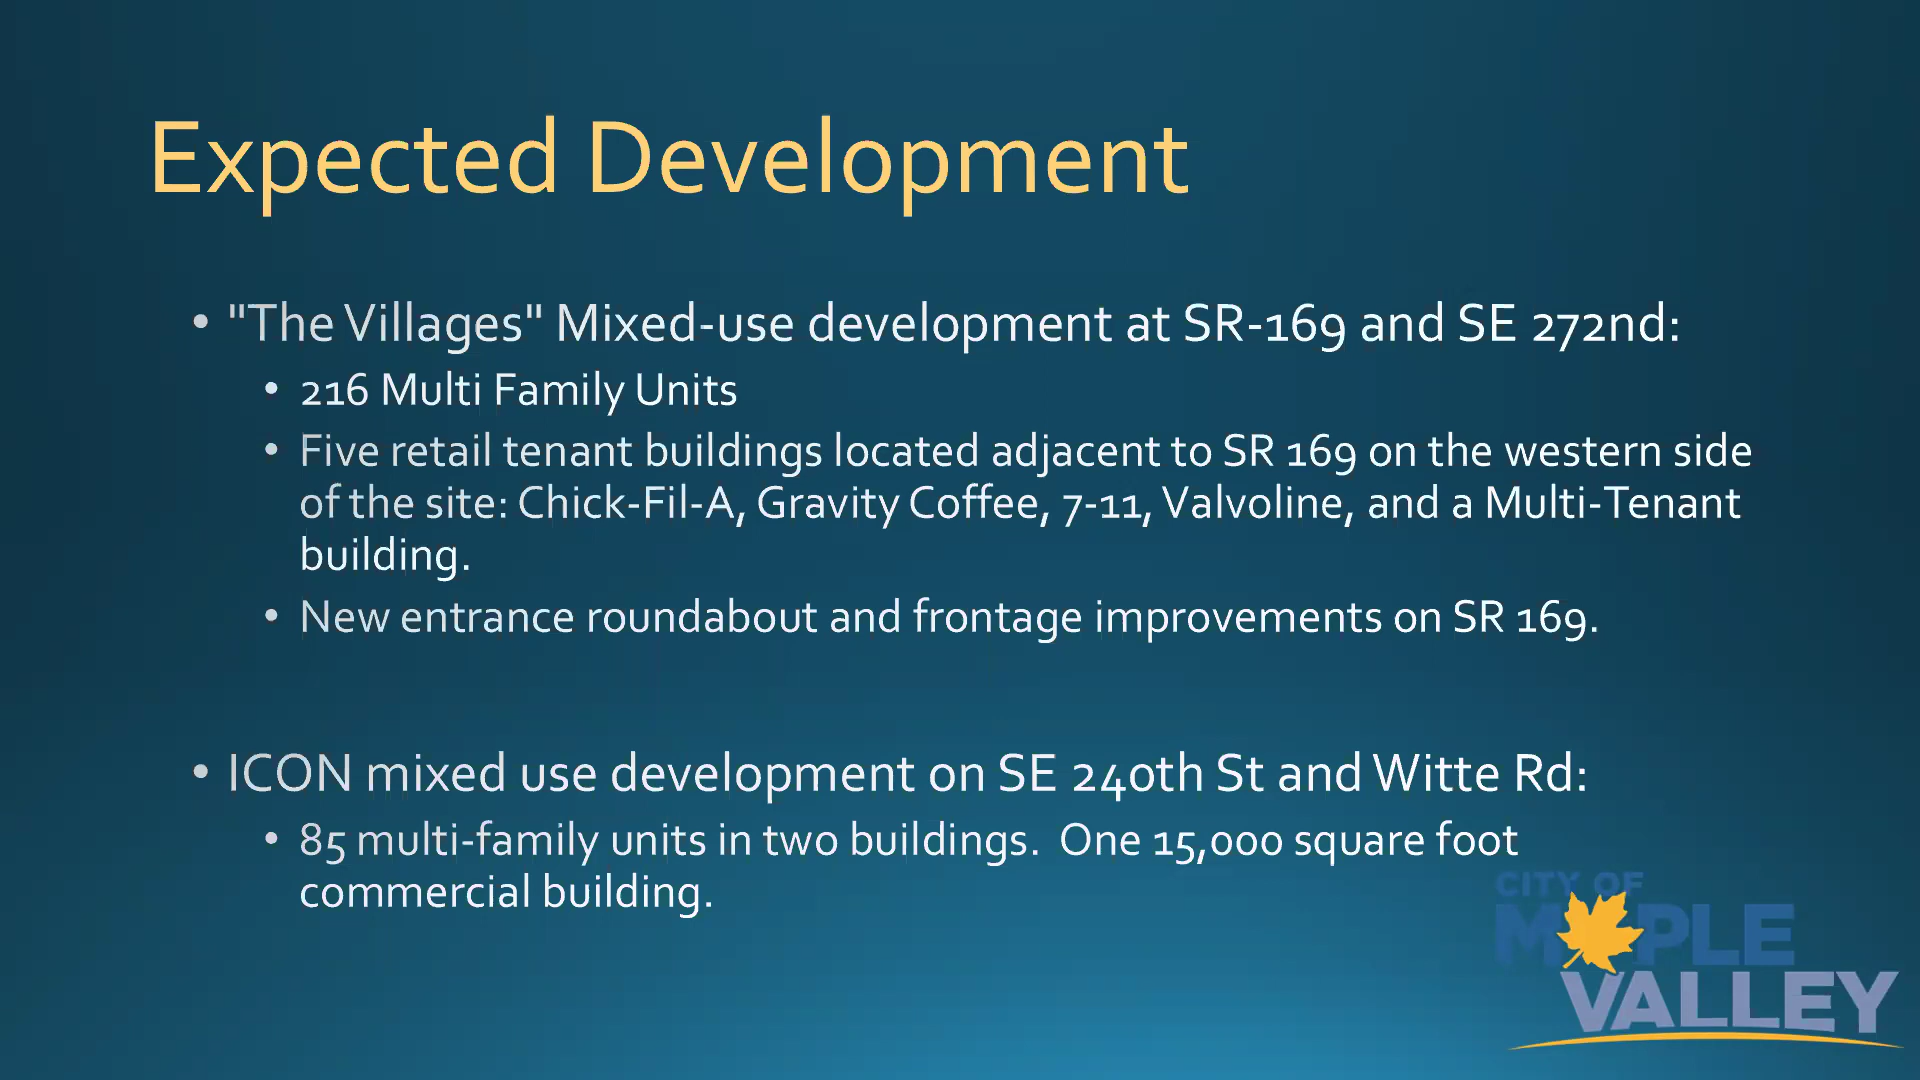 Expected Development
• "The Villages" Mixed-use development at SR-169 and SE 272nd:
• 216 Multi Family Units
• Five retail tenant buildings located adjacent to SR 169 on the western side
of the site: Chick-Fil-A, Gravity Coffee, 7-11, Valvoline, and a Multi-Tenant
building.
• New entrance roundabout and frontage improvements on SR 169.
• ICON mixed use development on SE 240th St and Witte Rd:
• 85 multi-family units in two buildings.  One 15,000 square foot
commercial building.
CITY OF
MAPLE
VALLEY